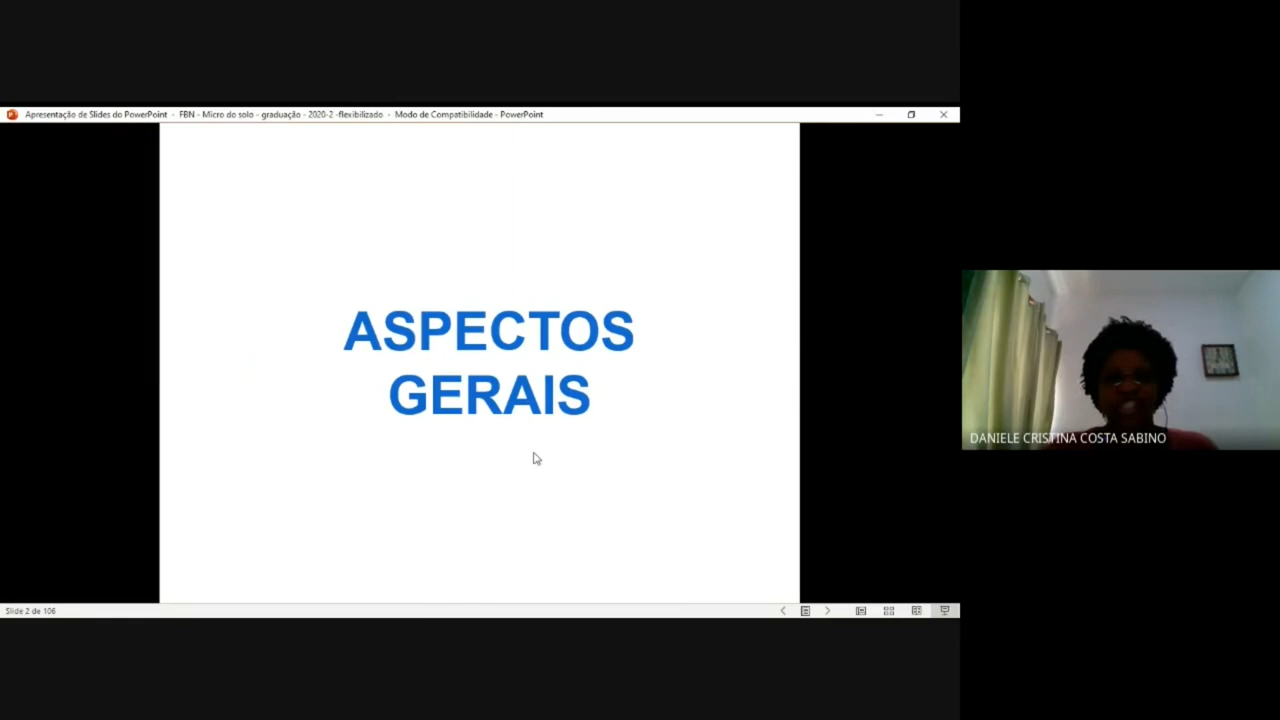 Apresentação de Slides do PowerPoint - FBN - Micro do solo - graduação - 2020-2 -flexibilizado - Modo de Compatibilidade - PowerPoint
ASPECTOS
GERAIS
DANIELE CRISTINA COSTA SABINO
Slide 2 de 106